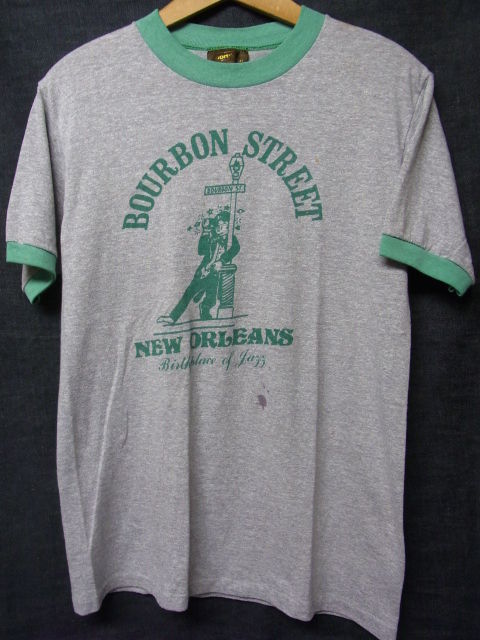 BOURBON STREET
BOURBON ST.
NEW ORLEANS
Birthplace of Jazz